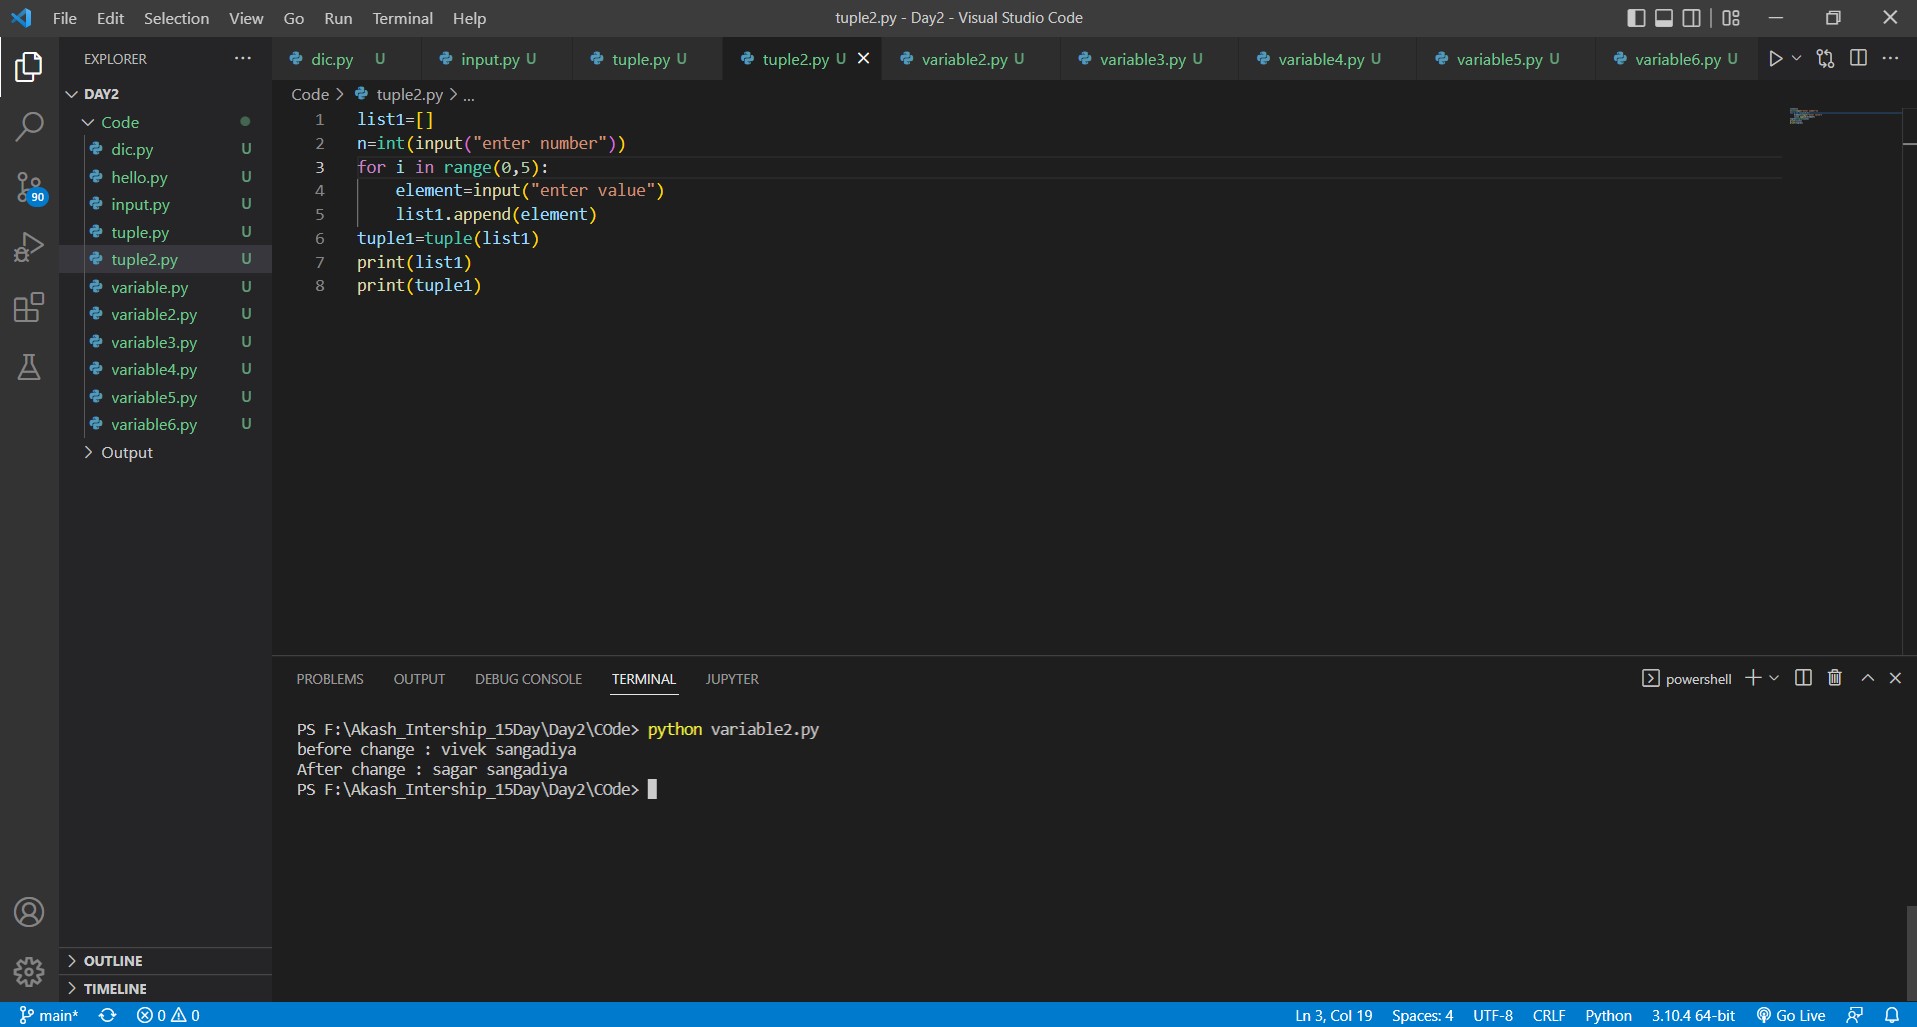 File Edit Selection View Go Run Terminal Help
tuple2.py - Day2 - Visual Studio Code
EXPLORER
DAY2
Code
dic.py U
hello.py U
input.py U
tuple.py U
tuple2.py U
variable.py U
variable2.py U
variable3.py U
variable4.py U
variable5.py U
variable6.py U
Output
OUTLINE
TIMELINE
90
dic.py U input.py U tuple.py U tuple2.py U variable2.py U variable3.py U variable4.py U variable5.py U variable6.py U
Code > tuple2.py > ...
1 list1=[]
2 n=int(input("enter number"))
3 for i in range(0,5):
4     element=input("enter value")
5     list1.append(element)
6 tuple1=tuple(list1)
7 print(list1)
8 print(tuple1)
PROBLEMS OUTPUT DEBUG CONSOLE TERMINAL JUPYTER
powershell
PS F:\Akash_Intership_15Day\Day2\COde> python variable2.py
before change : vivek sangadiya
After change : sagar sangadiya
PS F:\Akash_Intership_15Day\Day2\COde>
main* 0 0
Ln 3, Col 19 Spaces: 4 UTF-8 CRLF Python 3.10.4 64-bit Go Live